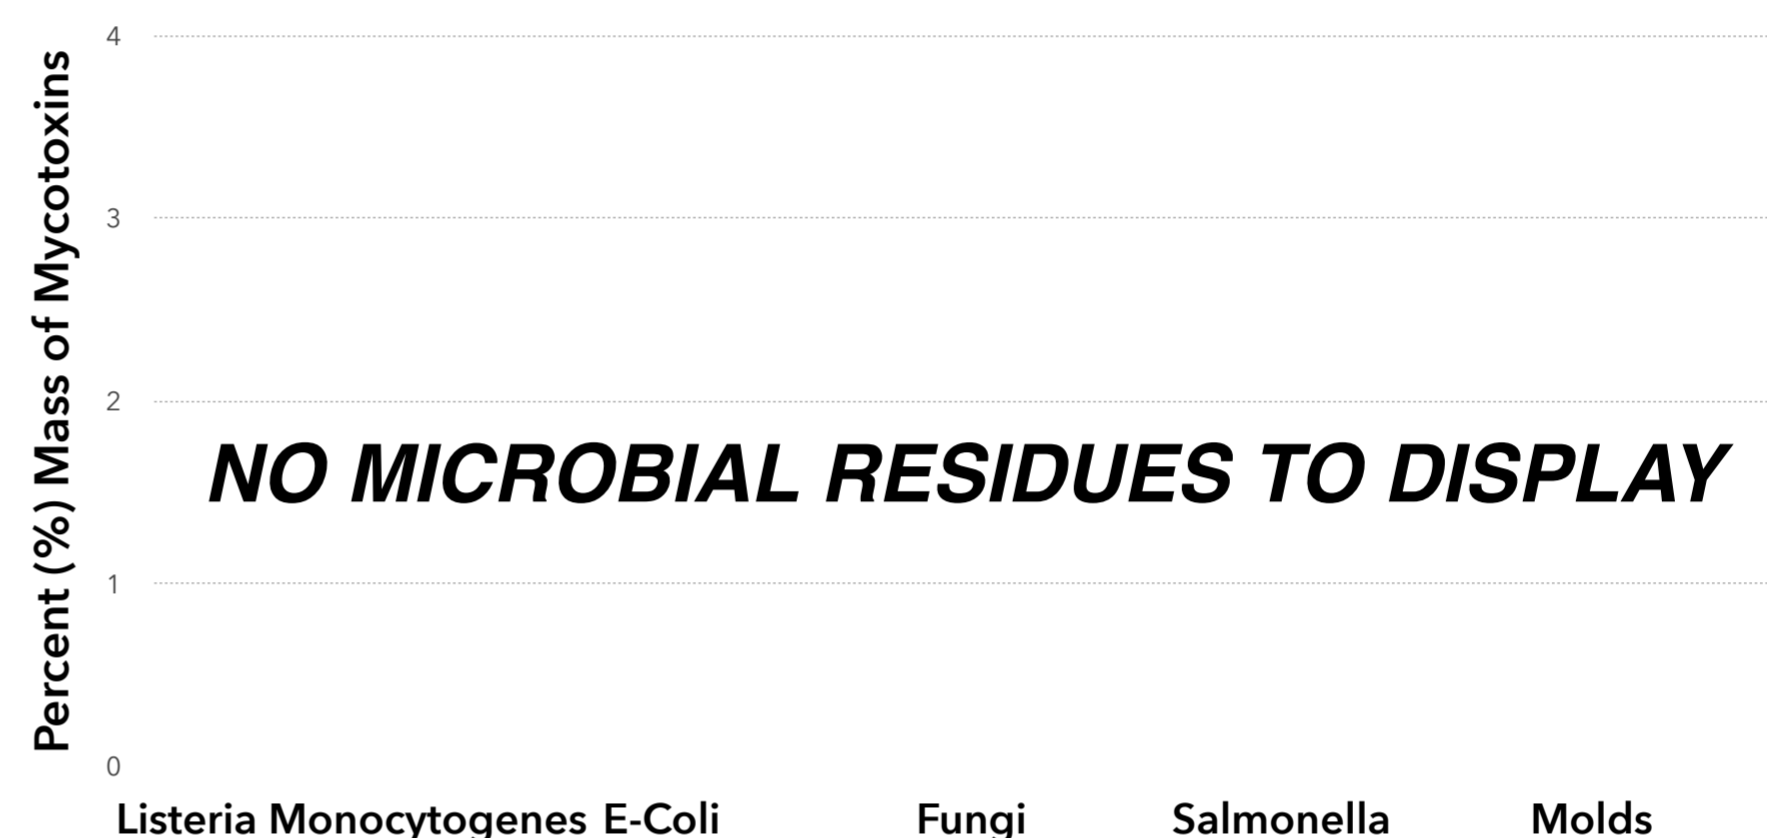 Percent (%) Mass of Mycotoxins
4
3
2
NO MICROBIAL RESIDUES TO DISPLAY
1
0
Listeria Monocytogenes E-Coli Fungi Salmonella Molds